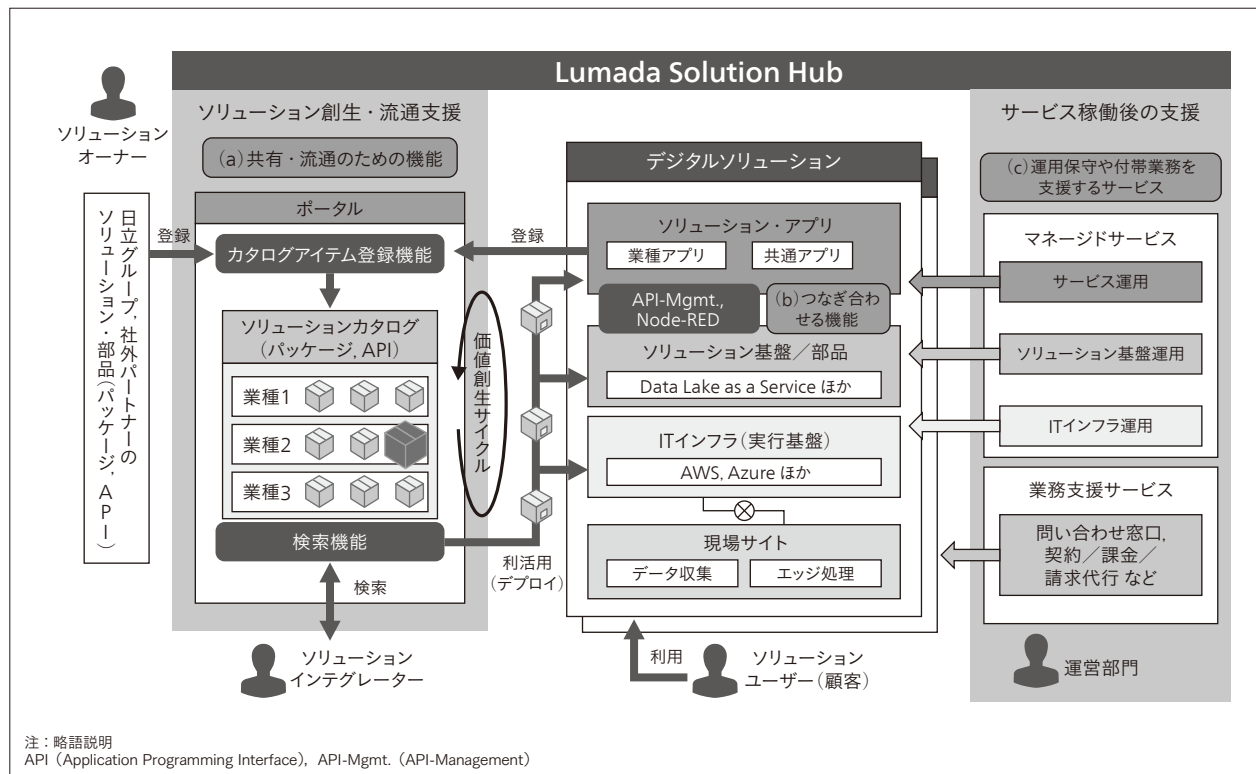 Lumada Solution Hub
ソリューション
オーナー
日立グループ, 社外パートナーの
ソリューション・部品(パッケージ, API)
登録
ソリューション創生・流通支援
(a)共有・流通のための機能
ポータル
カタログアイテム登録機能
ソリューションカタログ
(パッケージ, API)
業種1
業種2
業種3
検索機能
検索
ソリューション
インテグレーター
価値創生サイクル
登録
利活用
(デプロイ)
デジタルソリューション
ソリューション・アプリ
業種アプリ
共通アプリ
API-Mgmt.,
Node-RED
(b)つなぎ合わ
せる機能
ソリューション基盤/部品
Data Lake as a Service ほか
ITインフラ(実行基盤)
AWS, Azure ほか
現場サイト
データ収集
エッジ処理
利用
ソリューション
ユーザー(顧客)
サービス稼働後の支援
(c)運用保守や付帯業務を
支援するサービス
マネージドサービス
サービス運用
ソリューション基盤運用
ITインフラ運用
業務支援サービス
問い合わせ窓口,
契約/課金/
請求代行 など
運営部門
注:略語説明
API(Application Programming Interface), API-Mgmt.(API-Management)